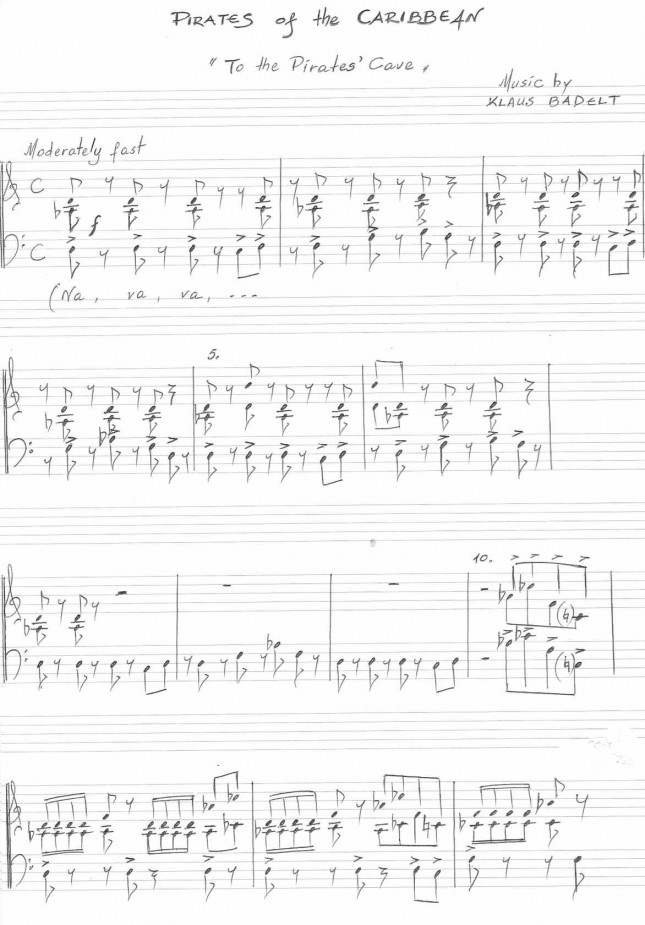 PIRATES of the CARIBBEAN
"To the Pirates' Cave"
Music by
KLAUS BADELT
Moderately fast
C
f
C
(Na, va, va, ...
5.
10.